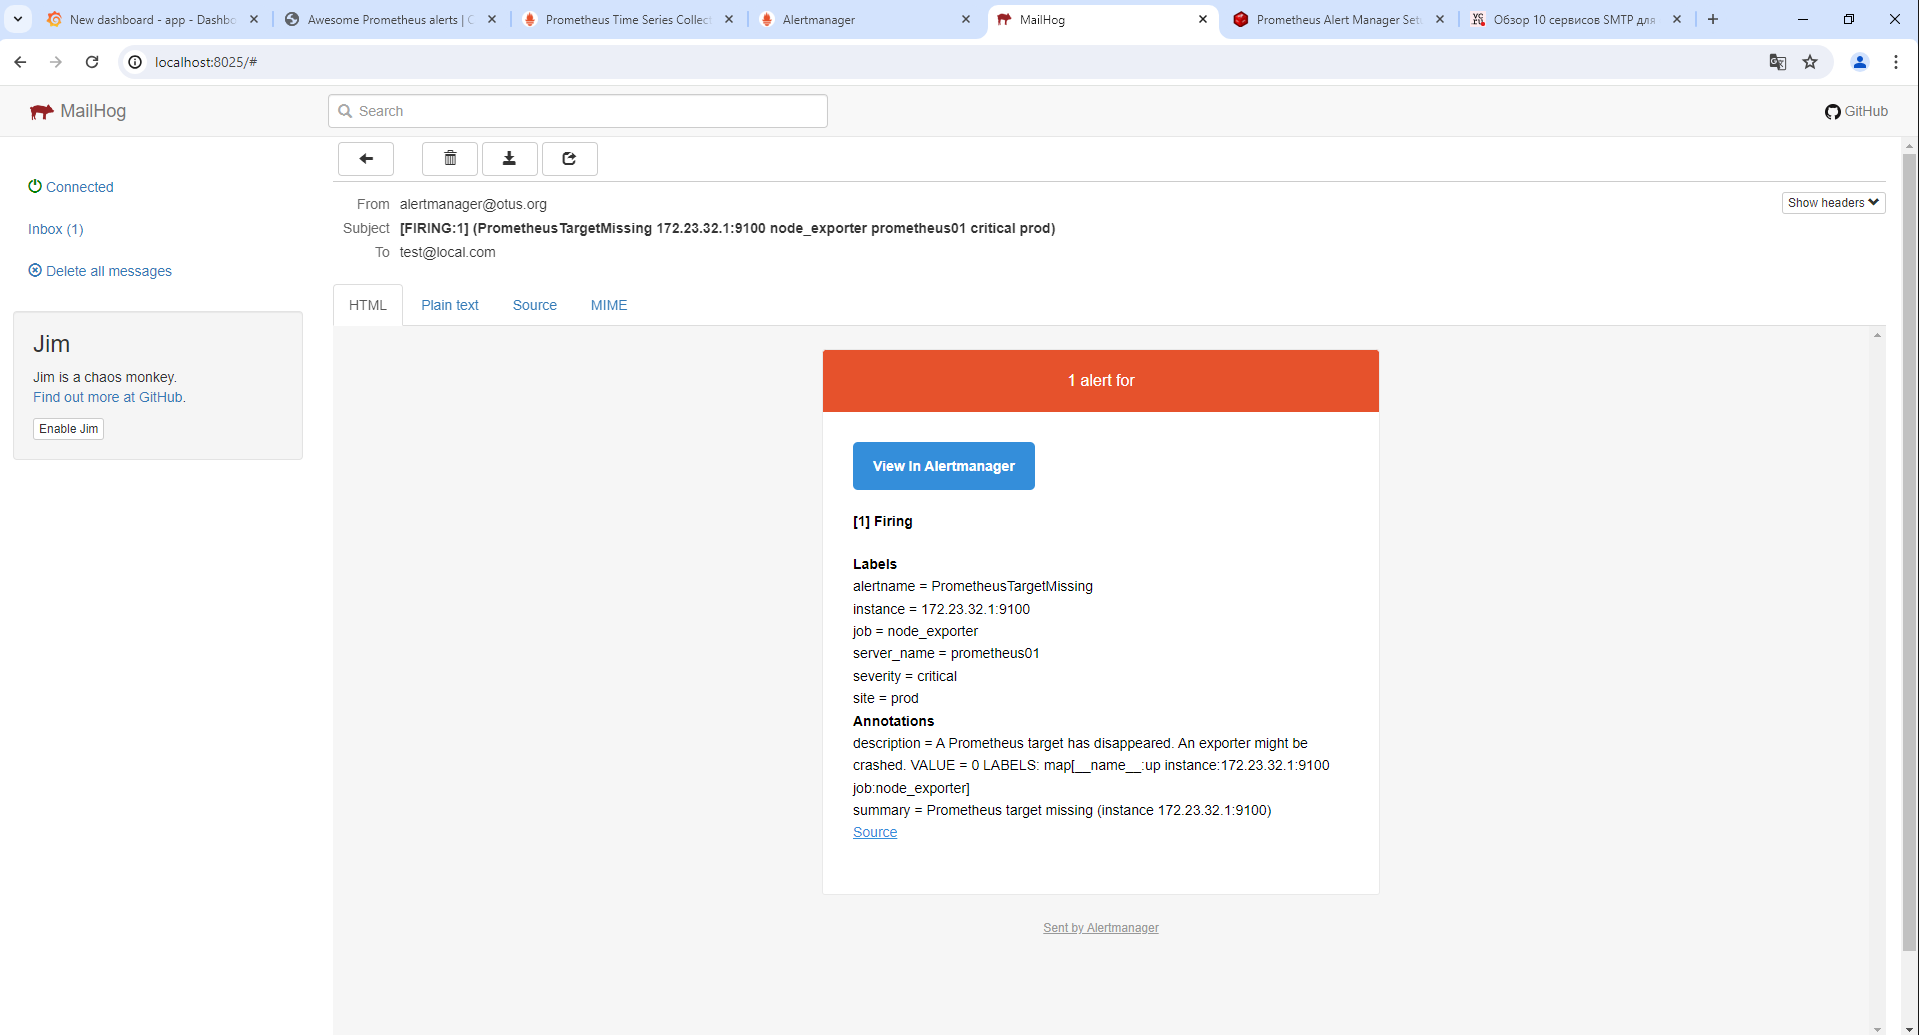 New dashboard - app - Dashbo
Awesome Prometheus alerts |
Prometheus Time Series Collect
Alertmanager
MailHog
Prometheus Alert Manager Setu
Обзор 10 сервисов SMTP для
localhost:8025/#
MailHog
Search
GitHub
Connected
Inbox (1)
Delete all messages
Jim
Jim is a chaos monkey.
Find out more at GitHub.
Enable Jim
From alertmanager@otus.org
Show headers
Subject [FIRING:1] (PrometheusTargetMissing 172.23.32.1:9100 node_exporter prometheus01 critical prod)
To test@local.com
HTML Plain text Source MIME
1 alert for
View In Alertmanager
[1] Firing
Labels
alertname = PrometheusTargetMissing
instance = 172.23.32.1:9100
job = node_exporter
server_name = prometheus01
severity = critical
site = prod
Annotations
description = A Prometheus target has disappeared. An exporter might be
crashed. VALUE = 0 LABELS: map[__name__:up instance:172.23.32.1:9100
job:node_exporter]
summary = Prometheus target missing (instance 172.23.32.1:9100)
Source
Sent by Alertmanager